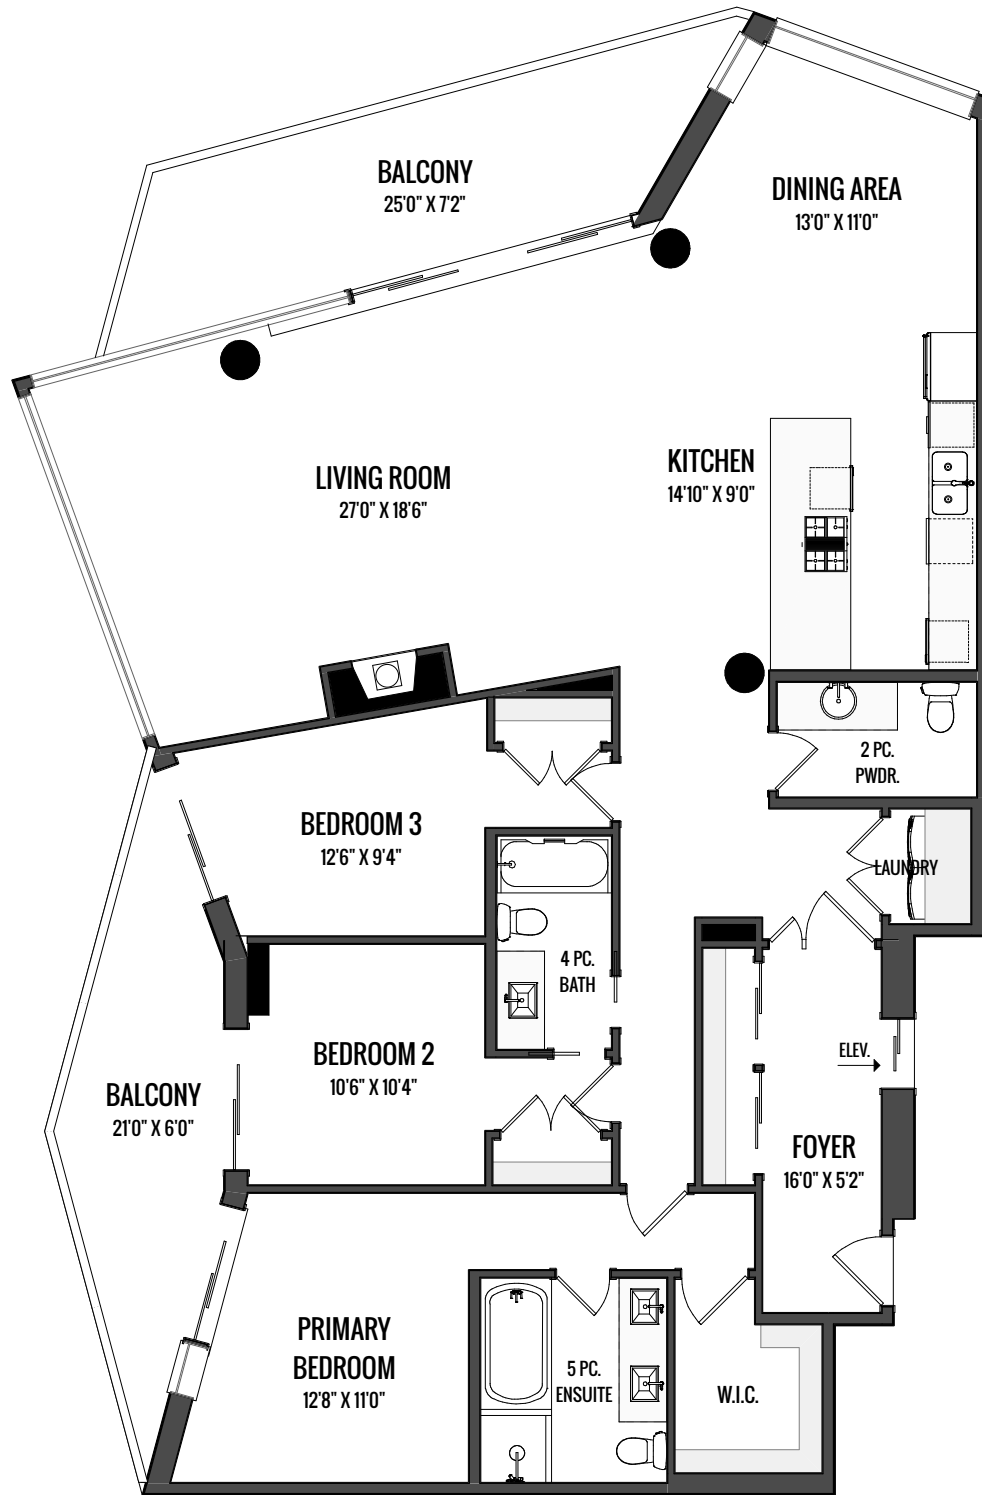 BALCONY
25'0" X 7'2"
DINING AREA
13'0" X 11'0"
LIVING ROOM
27'0" X 18'6"
KITCHEN
14'10" X 9'0"
2 PC.
PWDR.
BEDROOM 3
12'6" X 9'4"
LAUNDRY
4 PC.
BATH
BEDROOM 2
10'6" X 10'4"
ELEV.
BALCONY
21'0" X 6'0"
FOYER
16'0" X 5'2"
PRIMARY
BEDROOM
12'8" X 11'0"
5 PC.
ENSUITE
W.I.C.